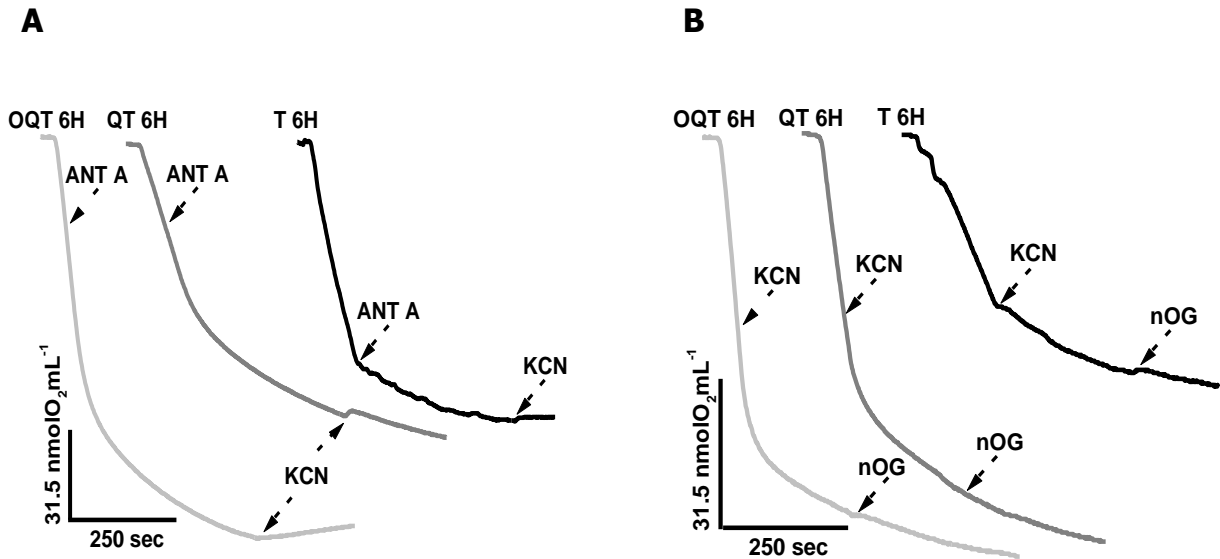 A
OQT 6H
QT 6H
T 6H
ANT A
ANT A
ANT A
KCN
KCN
31.5 nmolO₂mL⁻¹
250 sec
B
OQT 6H
QT 6H
T 6H
KCN
KCN
KCN
nOG
nOG
nOG
31.5 nmolO₂mL⁻¹
250 sec